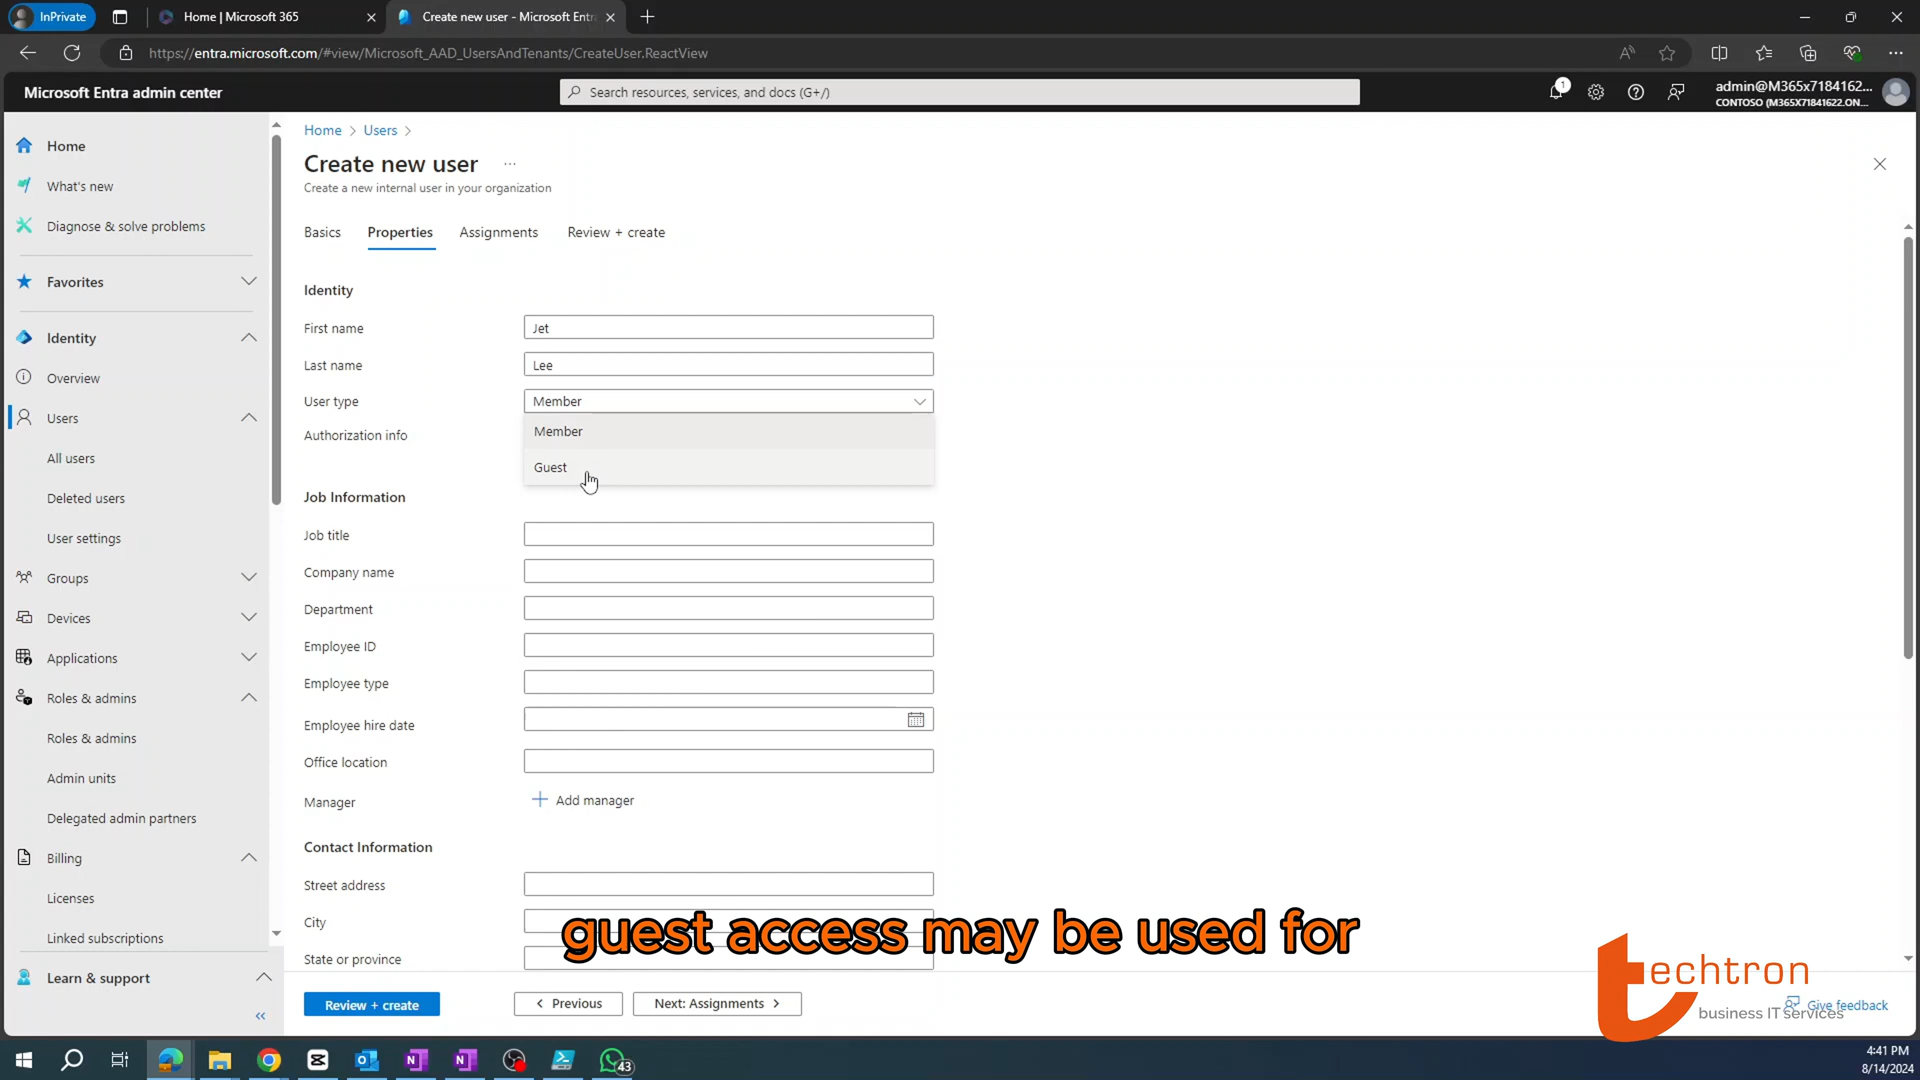 InPrivate
Home | Microsoft 365
Create new user - Microsoft Entr
https://entra.microsoft.com/#view/Microsoft_AAD_UsersAndTenants/CreateUser.ReactView
Microsoft Entra admin center
Search resources, services, and docs (G+/)
1
admin@M365x7184162...
CONTOSO (M365X71841622.ON...
Home
What's new
Diagnose & solve problems
Favorites
Identity
Overview
Users
All users
Deleted users
User settings
Groups
Devices
Applications
Roles & admins
Roles & admins
Admin units
Delegated admin partners
Billing
Licenses
Linked subscriptions
Learn & support
Home > Users >
Create new user ...
Create a new internal user in your organization
Basics Properties Assignments Review + create
Identity
First name Jet
Last name Lee
User type Member
Member
Authorization info
Guest
Job Information
Job title
Company name
Department
Employee ID
Employee type
Employee hire date
Office location
Manager + Add manager
Contact Information
Street address
City
State or province
guest access may be used for
Review + create < Previous Next: Assignments >
techtron
business IT services
Give feedback
43
4:41 PM
8/14/2024